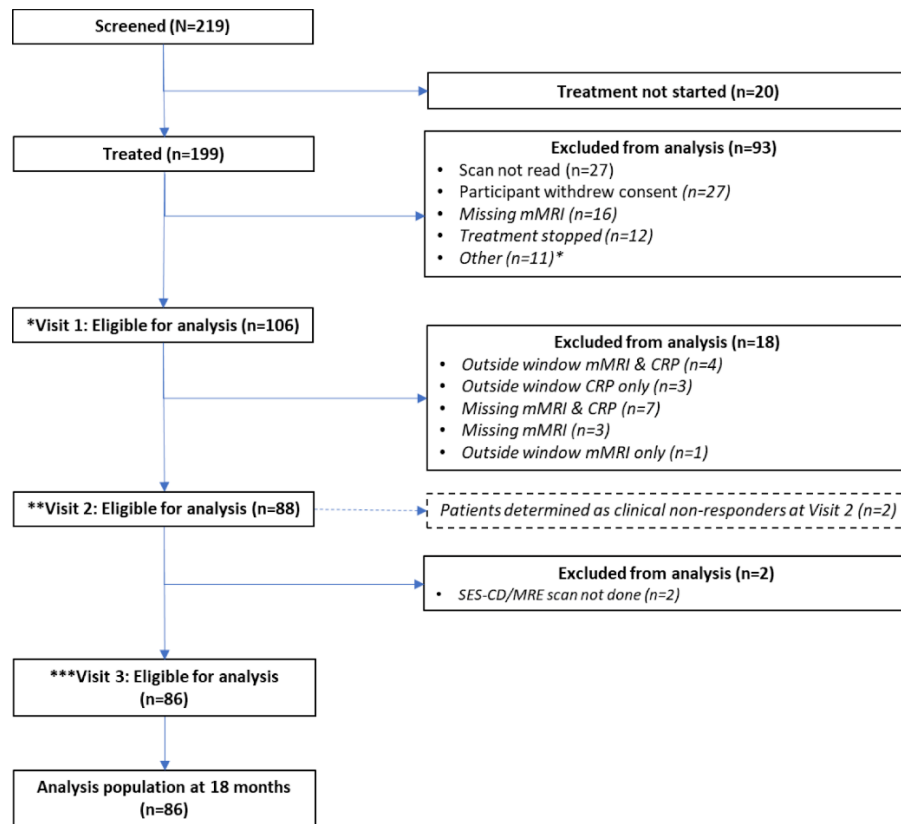 Screened (N=219)
Treatment not started (n=20)
Treated (n=199)
Excluded from analysis (n=93)
• Scan not read (n=27)
• Participant withdrew consent (n=27)
• Missing mMRI (n=16)
• Treatment stopped (n=12)
• Other (n=11)*
*Visit 1: Eligible for analysis (n=106)
Excluded from analysis (n=18)
• Outside window mMRI & CRP (n=4)
• Outside window CRP only (n=3)
• Missing mMRI & CRP (n=7)
• Missing mMRI (n=3)
• Outside window mMRI only (n=1)
**Visit 2: Eligible for analysis (n=88)
Patients determined as clinical non-responders at Visit 2 (n=2)
Excluded from analysis (n=2)
• SES-CD/MRE scan not done (n=2)
***Visit 3: Eligible for analysis
(n=86)
Analysis population at 18 months
(n=86)